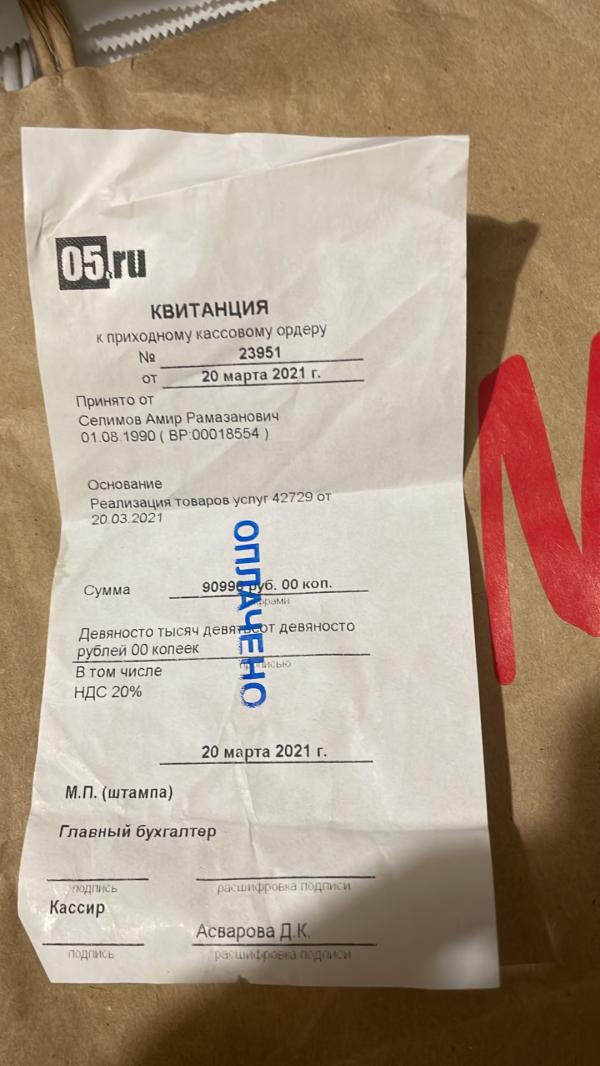 05.ru
КВИТАНЦИЯ
к приходному кассовому ордеру
№ 23951
от 20 марта 2021 г.
Принято от
Селимов Амир Рамазанович
01.08.1990 ( ВР:00018554 )
Основание
Реализация товаров услуг 42729 от
20.03.2021
Сумма 90990 руб. 00 коп.
цифрами
Девяносто тысяч девятьсот девяносто
рублей 00 копеек
прописью
В том числе
НДС 20%
ОПЛАЧЕНО
20 марта 2021 г.
М.П. (штампа)
Главный бухгалтер
подпись расшифровка подписи
Кассир
Асварова Д.К.
подпись расшифровка подписи